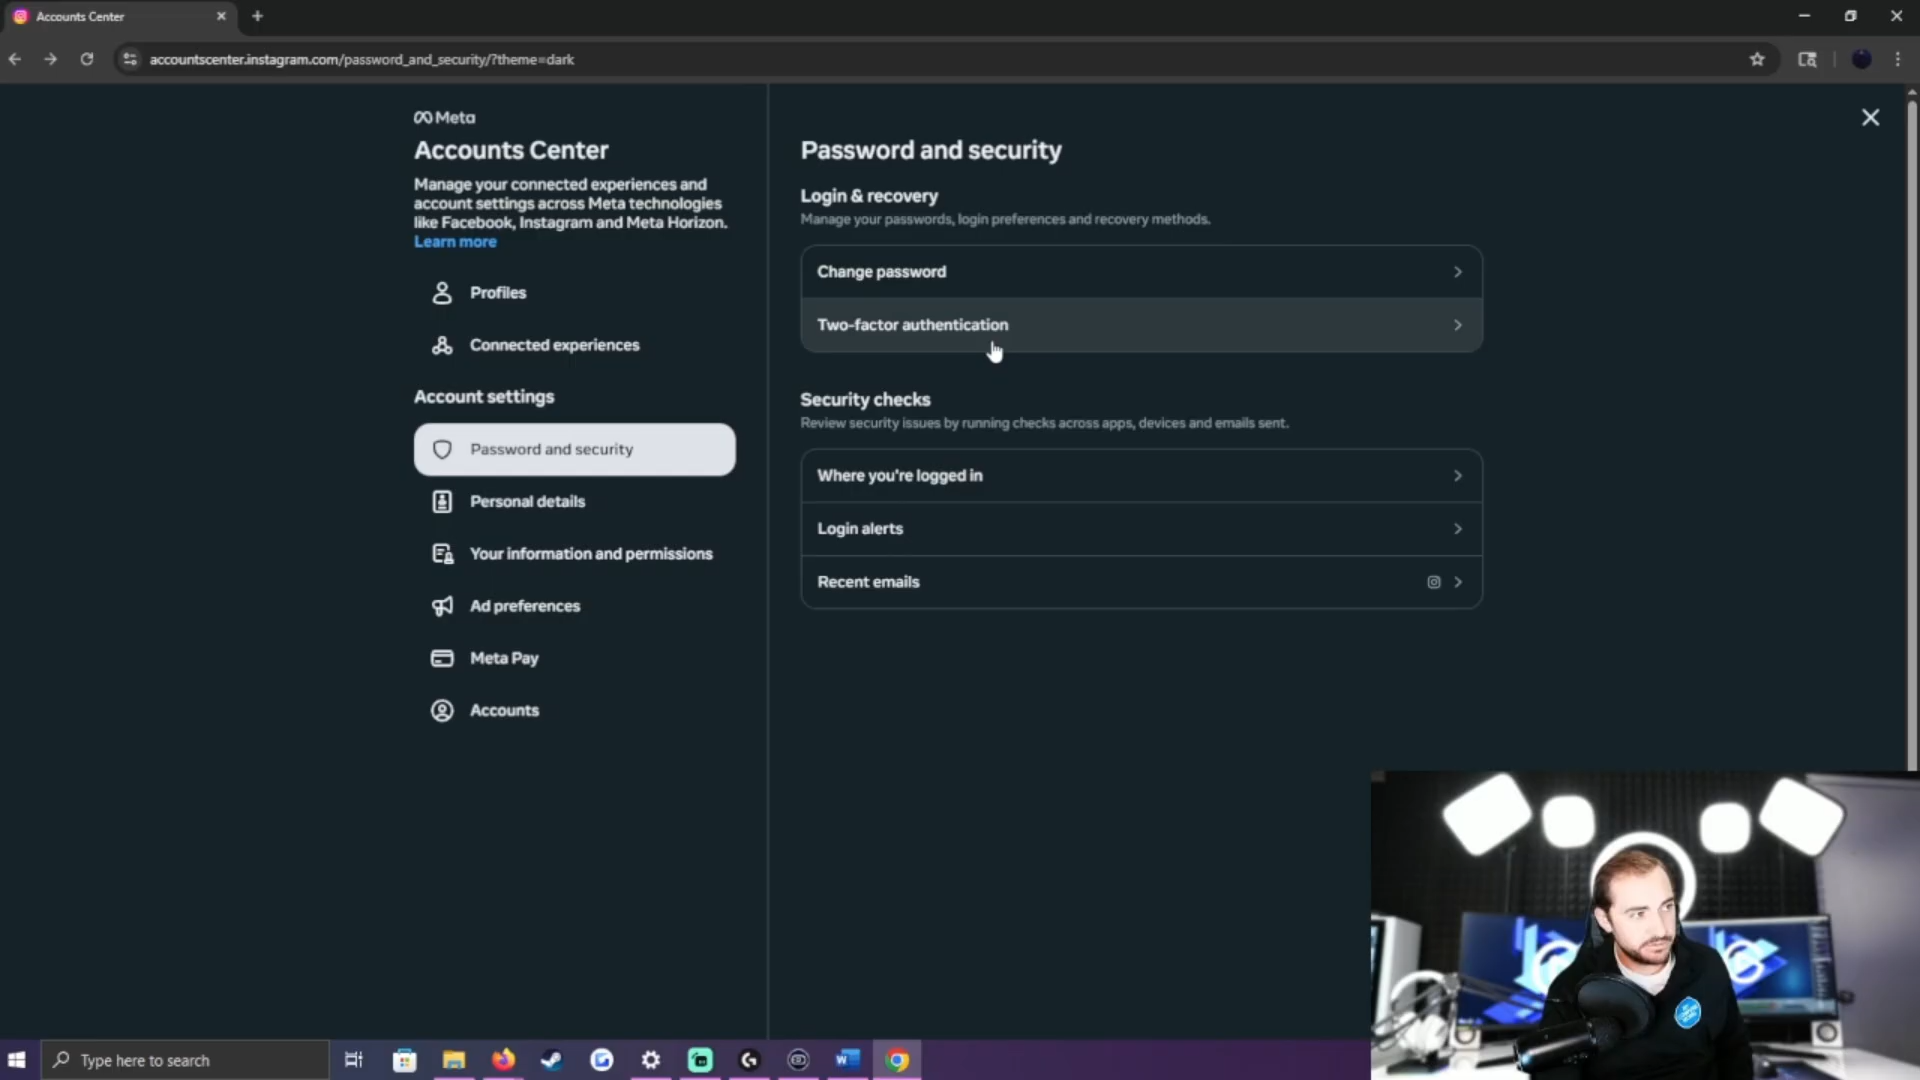 Accounts Center
accountscenter.instagram.com/password_and_security/?theme=dark
Meta
Accounts Center
Manage your connected experiences and
account settings across Meta technologies
like Facebook, Instagram and Meta Horizon.
Learn more
Profiles
Connected experiences
Account settings
Password and security
Personal details
Your information and permissions
Ad preferences
Meta Pay
Accounts
Password and security
Login & recovery
Manage your passwords, login preferences and recovery methods.
Change password
Two-factor authentication
Security checks
Review security issues by running checks across apps, devices and emails sent.
Where you're logged in
Login alerts
Recent emails
Type here to search